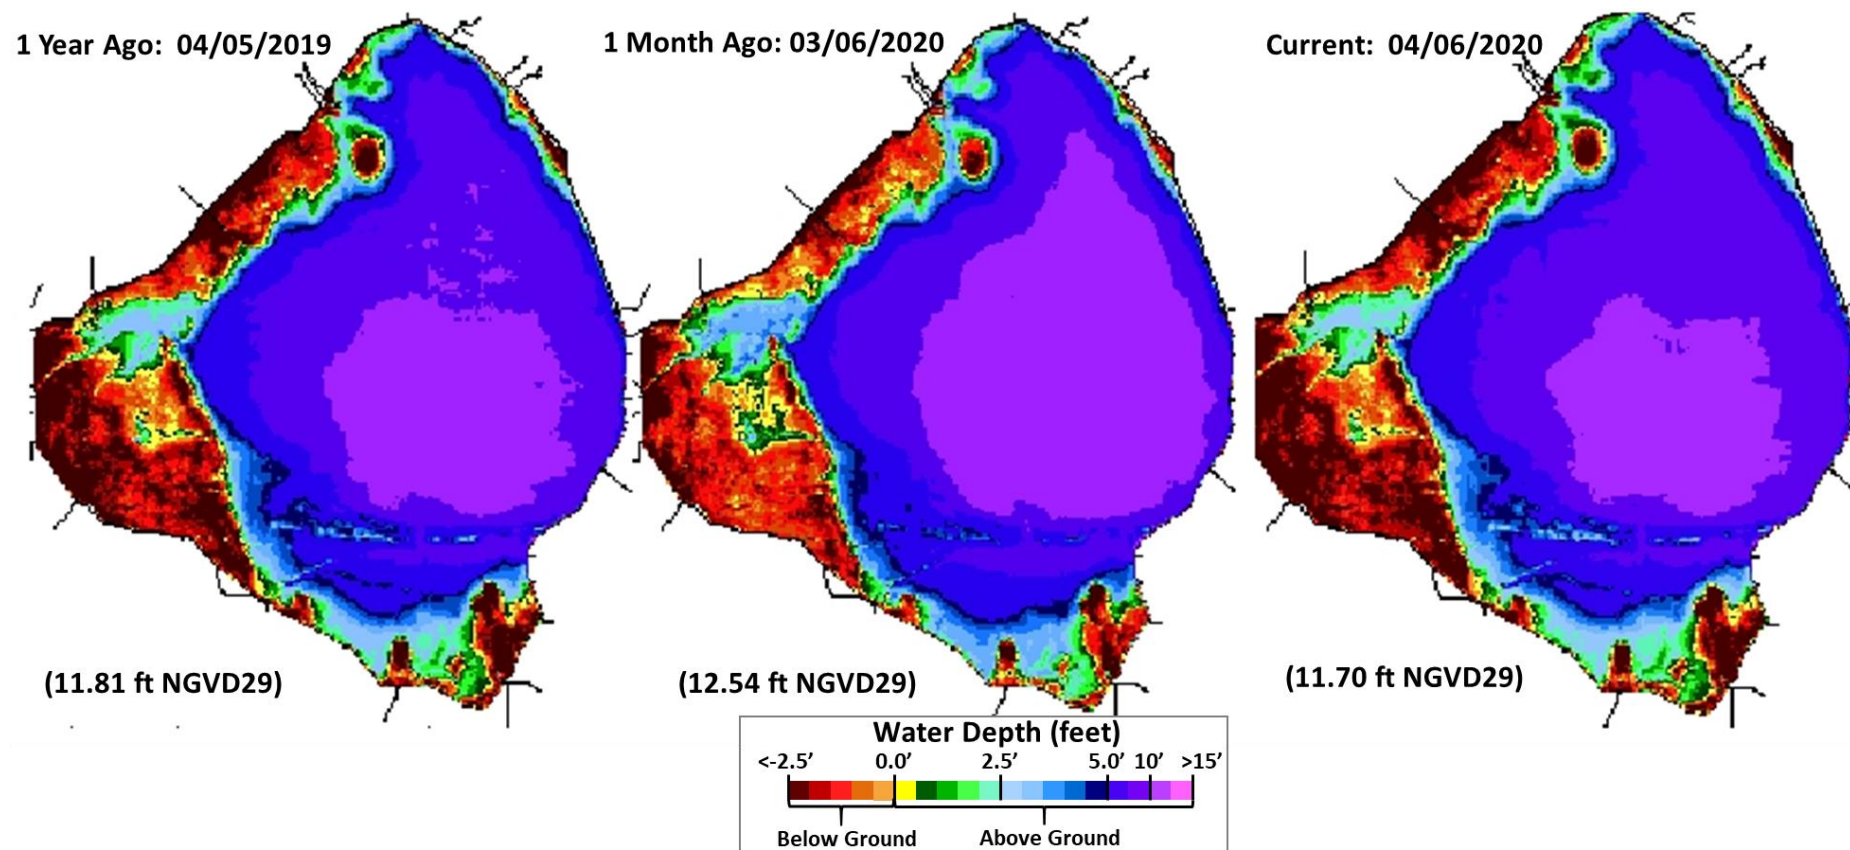 1 Year Ago:  04/05/2019
1 Month Ago: 03/06/2020
Current:  04/06/2020
(11.81 ft NGVD29)
(12.54 ft NGVD29)
(11.70 ft NGVD29)
Water Depth (feet)
<-2.5’ 0.0’ 2.5’ 5.0’ 10’ >15’
Below Ground Above Ground